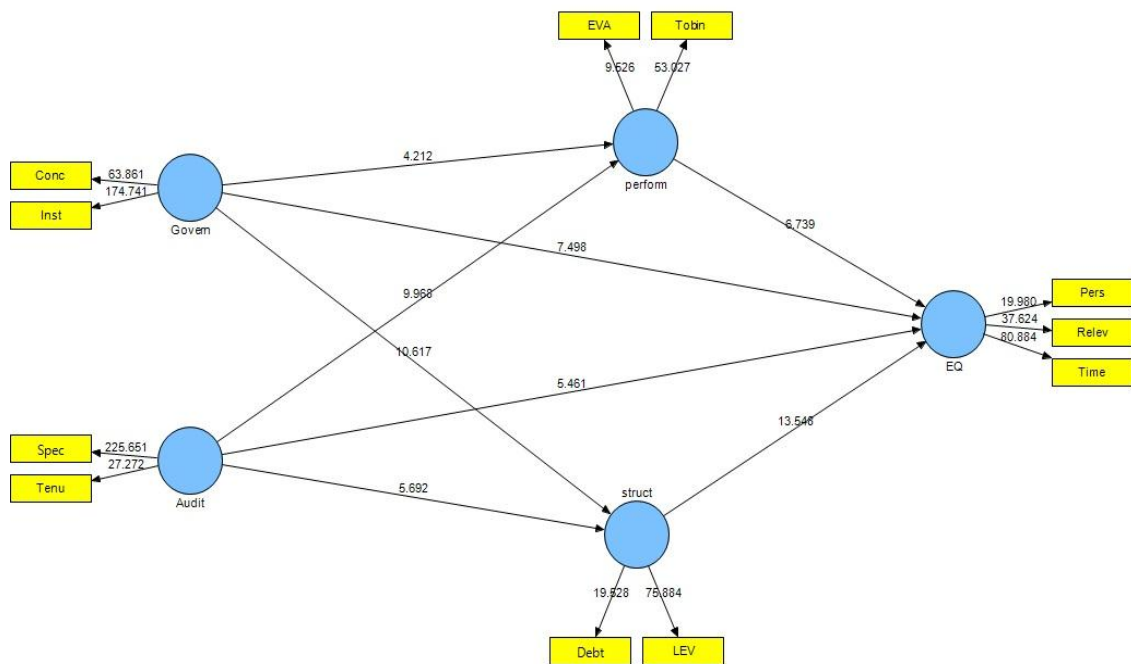 EVA
Tobin
9.526
53.027
perform
Conc
63.861
Inst
174.741
Govern
4.212
7.498
6.739
9.968
10.617
Pers
19.980
Relev
37.624
Time
80.884
EQ
5.461
13.546
Spec
225.651
Tenu
27.272
Audit
5.692
struct
19.528
75.884
Debt
LEV